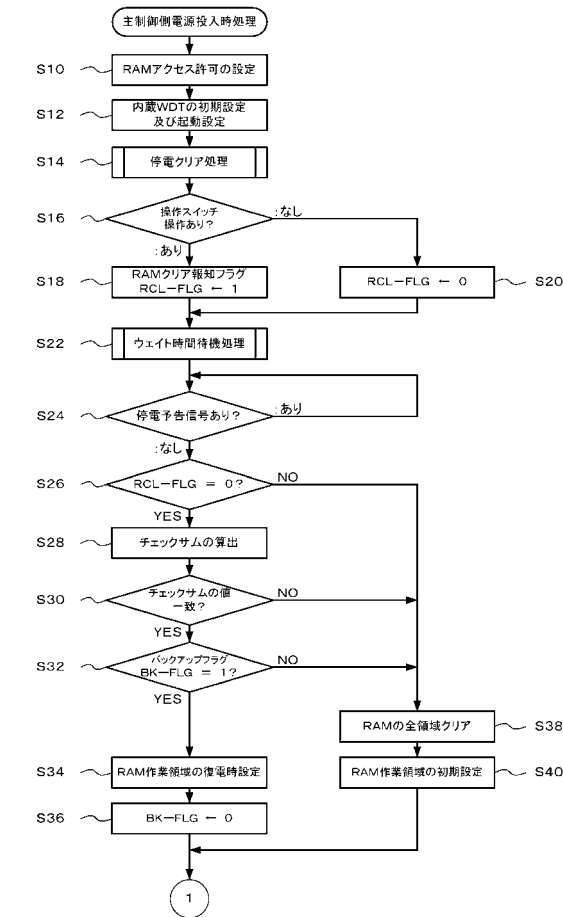 主制御側電源投入時処理
S10
RAMアクセス許可の設定
S12
内蔵WDTの初期設定
及び起動設定
S14
停電クリア処理
S16
操作スイッチ
操作あり?
:なし
:あり
S18
RAMクリア報知フラグ
RCL-FLG ← 1
RCL-FLG ← 0
S20
S22
ウェイト時間待機処理
S24
停電予告信号あり?
:あり
:なし
S26
RCL-FLG = 0?
NO
YES
S28
チェックサムの算出
S30
チェックサムの値
一致?
NO
YES
S32
バックアップフラグ
BK-FLG = 1?
NO
YES
RAMの全領域クリア
S38
S34
RAM作業領域の復電時設定
RAM作業領域の初期設定
S40
S36
BK-FLG ← 0
1